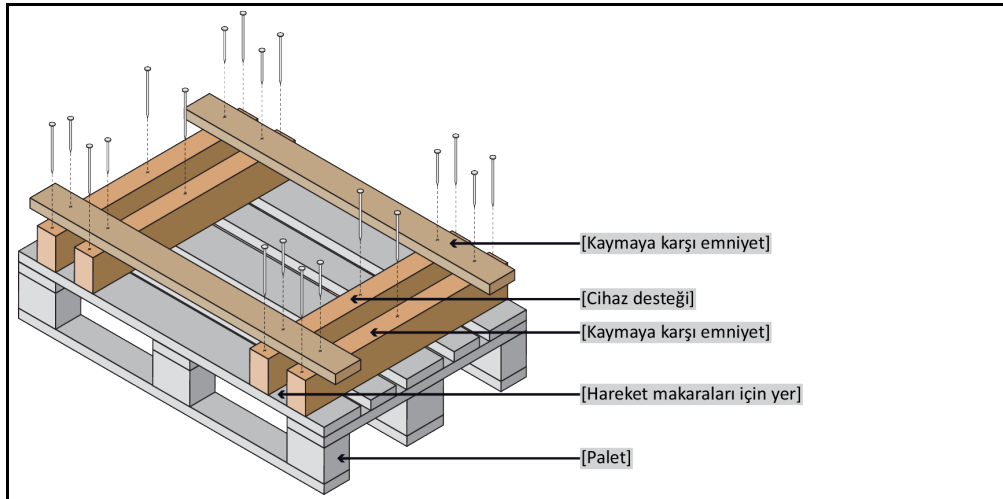 [Kaymaya karşı emniyet]
[Cihaz desteği]
[Kaymaya karşı emniyet]
[Hareket makaraları için yer]
[Palet]